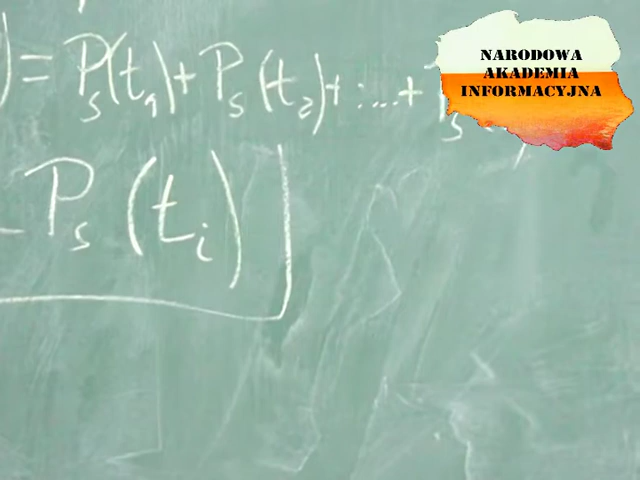 NARODOWA
AKADEMIA
INFORMACYJNA
) = Ps(t1) + Ps(t2) + ... +
Ps(ti)